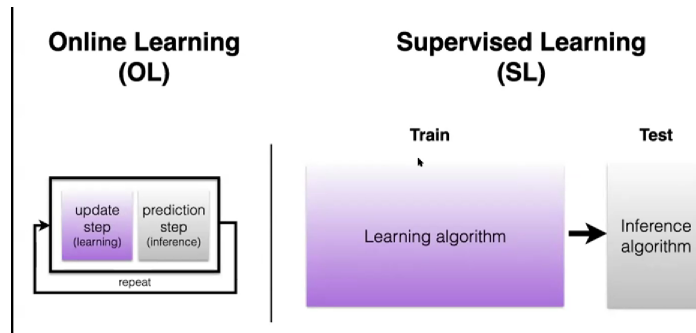 Online Learning
(OL)
Supervised Learning
(SL)
Train
Test
update
step
(learning)
prediction
step
(inference)
repeat
Learning algorithm
Inference
algorithm